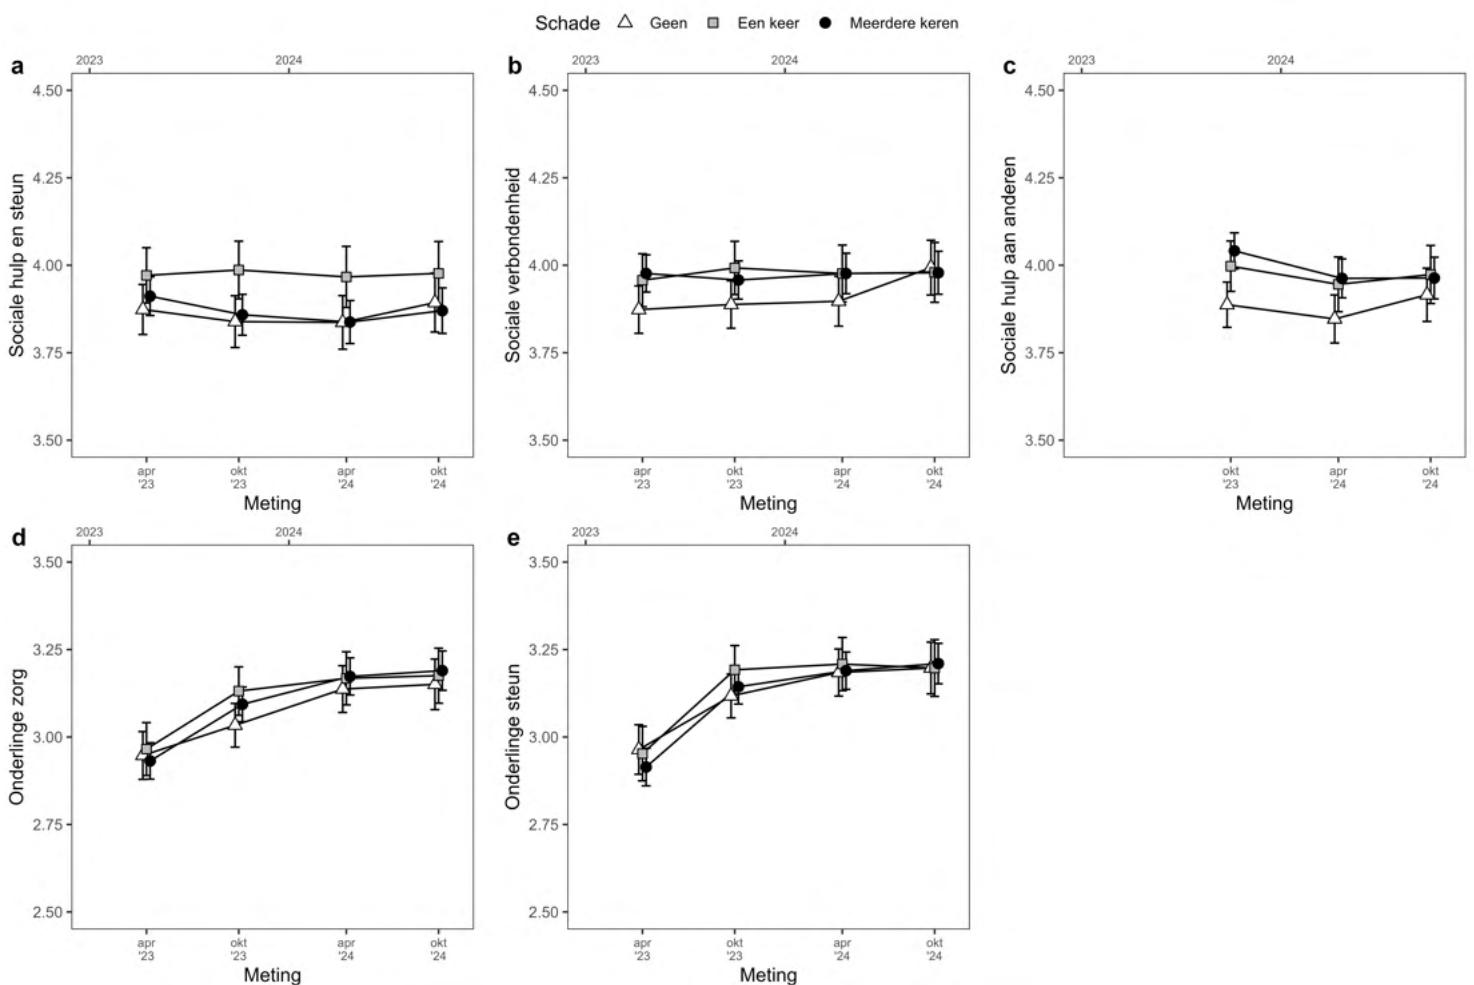 Schade Geen Een keer Meerdere keren
a
2023 2024
Sociale hulp en steun
4.50
4.25
4.00
3.75
3.50
apr '23
okt '23
apr '24
okt '24
Meting
b
2023 2024
Sociale verbondenheid
4.50
4.25
4.00
3.75
3.50
apr '23
okt '23
apr '24
okt '24
Meting
c
2023 2024
Sociale hulp aan anderen
4.50
4.25
4.00
3.75
3.50
okt '23
apr '24
okt '24
Meting
d
2023 2024
Onderlinge zorg
3.50
3.25
3.00
2.75
2.50
apr '23
okt '23
apr '24
okt '24
Meting
e
2023 2024
Onderlinge steun
3.50
3.25
3.00
2.75
2.50
apr '23
okt '23
apr '24
okt '24
Meting